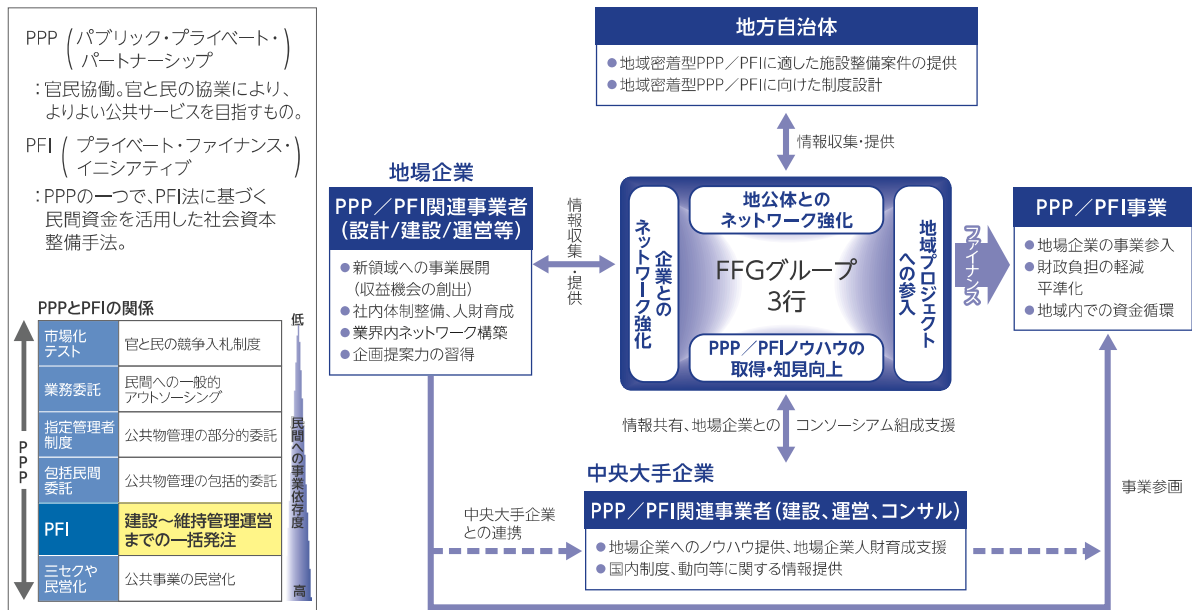 PPP（パブリック・プライベート・
パートナーシップ）
：官民協働。官と民の協業により、
よりよい公共サービスを目指すもの。
PFI（プライベート・ファイナンス・
イニシアティブ）
：PPPの一つで、PFI法に基づく
民間資金を活用した社会資本
整備手法。
PPPとPFIの関係
PPP
市場化
テスト
官と民の競争入札制度
業務委託
民間への一般的
アウトソーシング
指定管理者
制度
公共物管理の部分的委託
包括民間
委託
公共物管理の包括的委託
PFI
建設～維持管理運営
までの一括発注
三セクや
民営化
公共事業の民営化
低
民間への事業依存度
高
地方自治体
●地域密着型PPP／PFIに適した施設整備案件の提供
●地域密着型PPP／PFIに向けた制度設計
情報収集・提供
地場企業
PPP／PFI関連事業者
（設計/建設/運営等）
●新領域への事業展開
（収益機会の創出）
●社内体制整備、人財育成
●業界内ネットワーク構築
●企画提案力の習得
情報収集・提供
企業との
ネットワーク強化
地公体との
ネットワーク強化
FFGグループ
3行
PPP／PFIノウハウの
取得・知見向上
地域プロジェクト
への参入
ファイナンス
PPP／PFI事業
●地場企業の事業参入
●財政負担の軽減
平準化
●地域内での資金循環
情報共有、地場企業との
コンソーシアム組成支援
中央大手企業
PPP／PFI関連事業者（建設、運営、コンサル）
●地場企業へのノウハウ提供、地場企業人財育成支援
●国内制度、動向等に関する情報提供
中央大手企業
との連携
事業参画